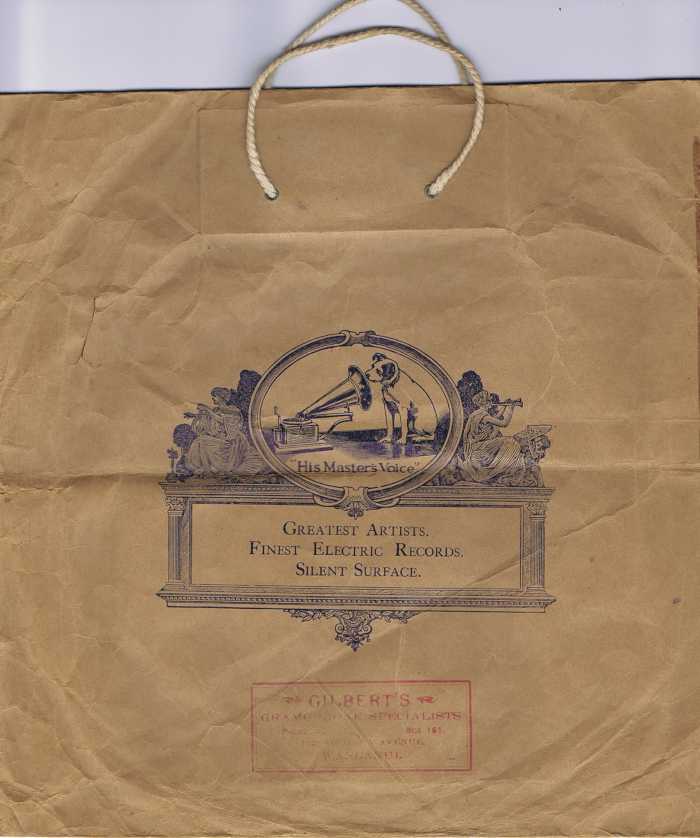 "His Master's Voice"
GREATEST ARTISTS.
FINEST ELECTRIC RECORDS.
SILENT SURFACE.
GILBERT'S
GRAMOPHONE SPECIALISTS
BOX 161
AVENUE,
WANGANUI.